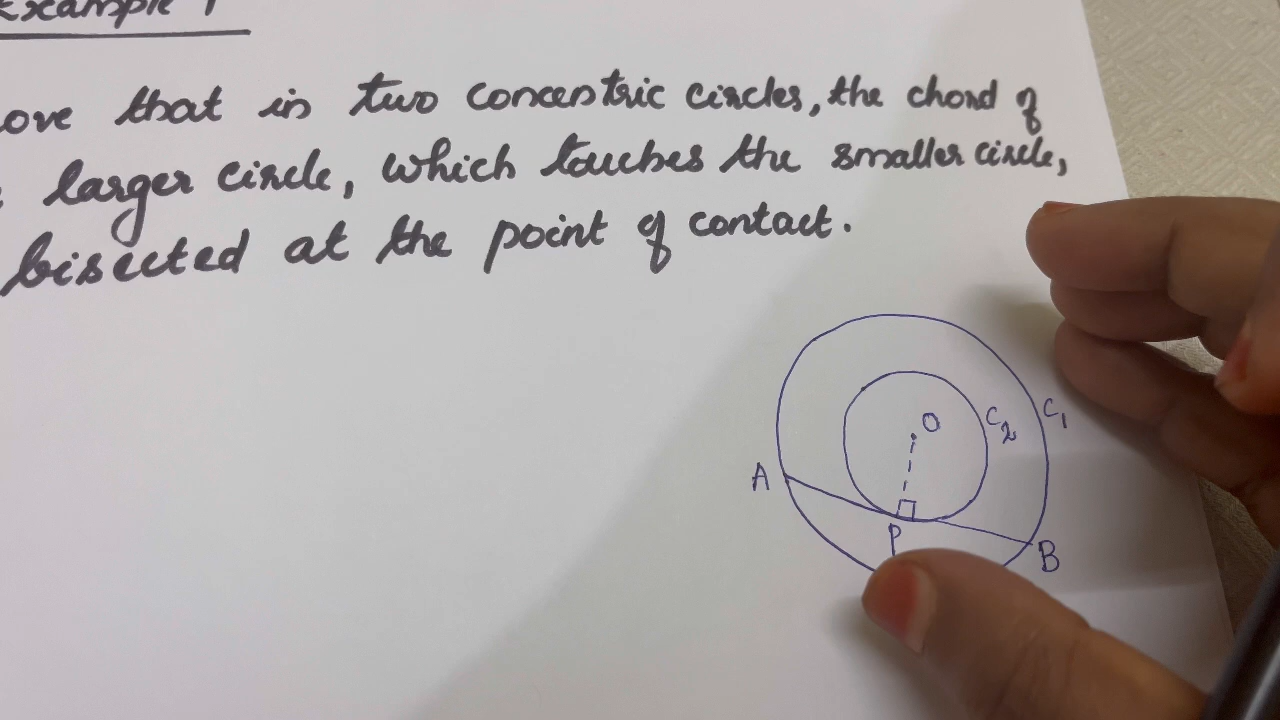 Example 1
ove that in two concentric circles, the chord of
larger circle, which touches the smaller circle,
bisected at the point of contact.
O
C2
C1
A
P
B